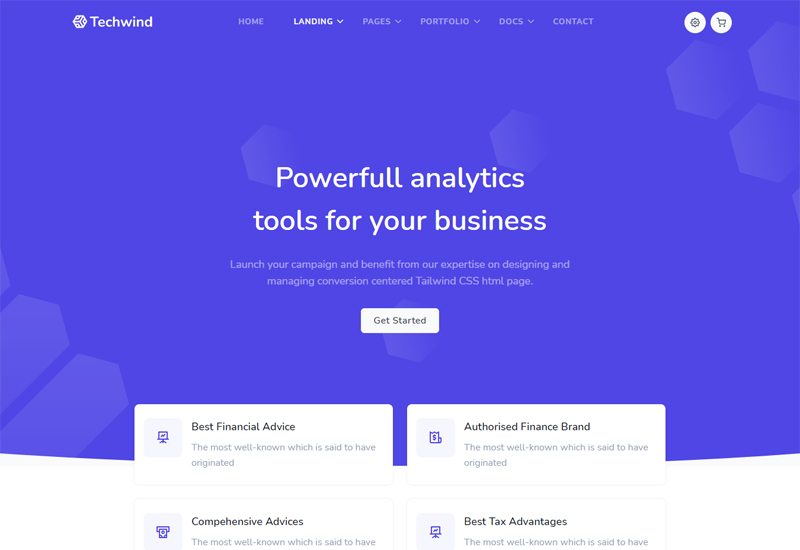 Techwind
HOME LANDING PAGES PORTFOLIO DOCS CONTACT
Powerfull analytics
tools for your business
Launch your campaign and benefit from our expertise on designing and
managing conversion centered Tailwind CSS html page.
Get Started
Best Financial Advice
The most well-known which is said to have
originated
Authorised Finance Brand
The most well-known which is said to have
originated
Compehensive Advices
The most well-known which is said to have
Best Tax Advantages
The most well-known which is said to have